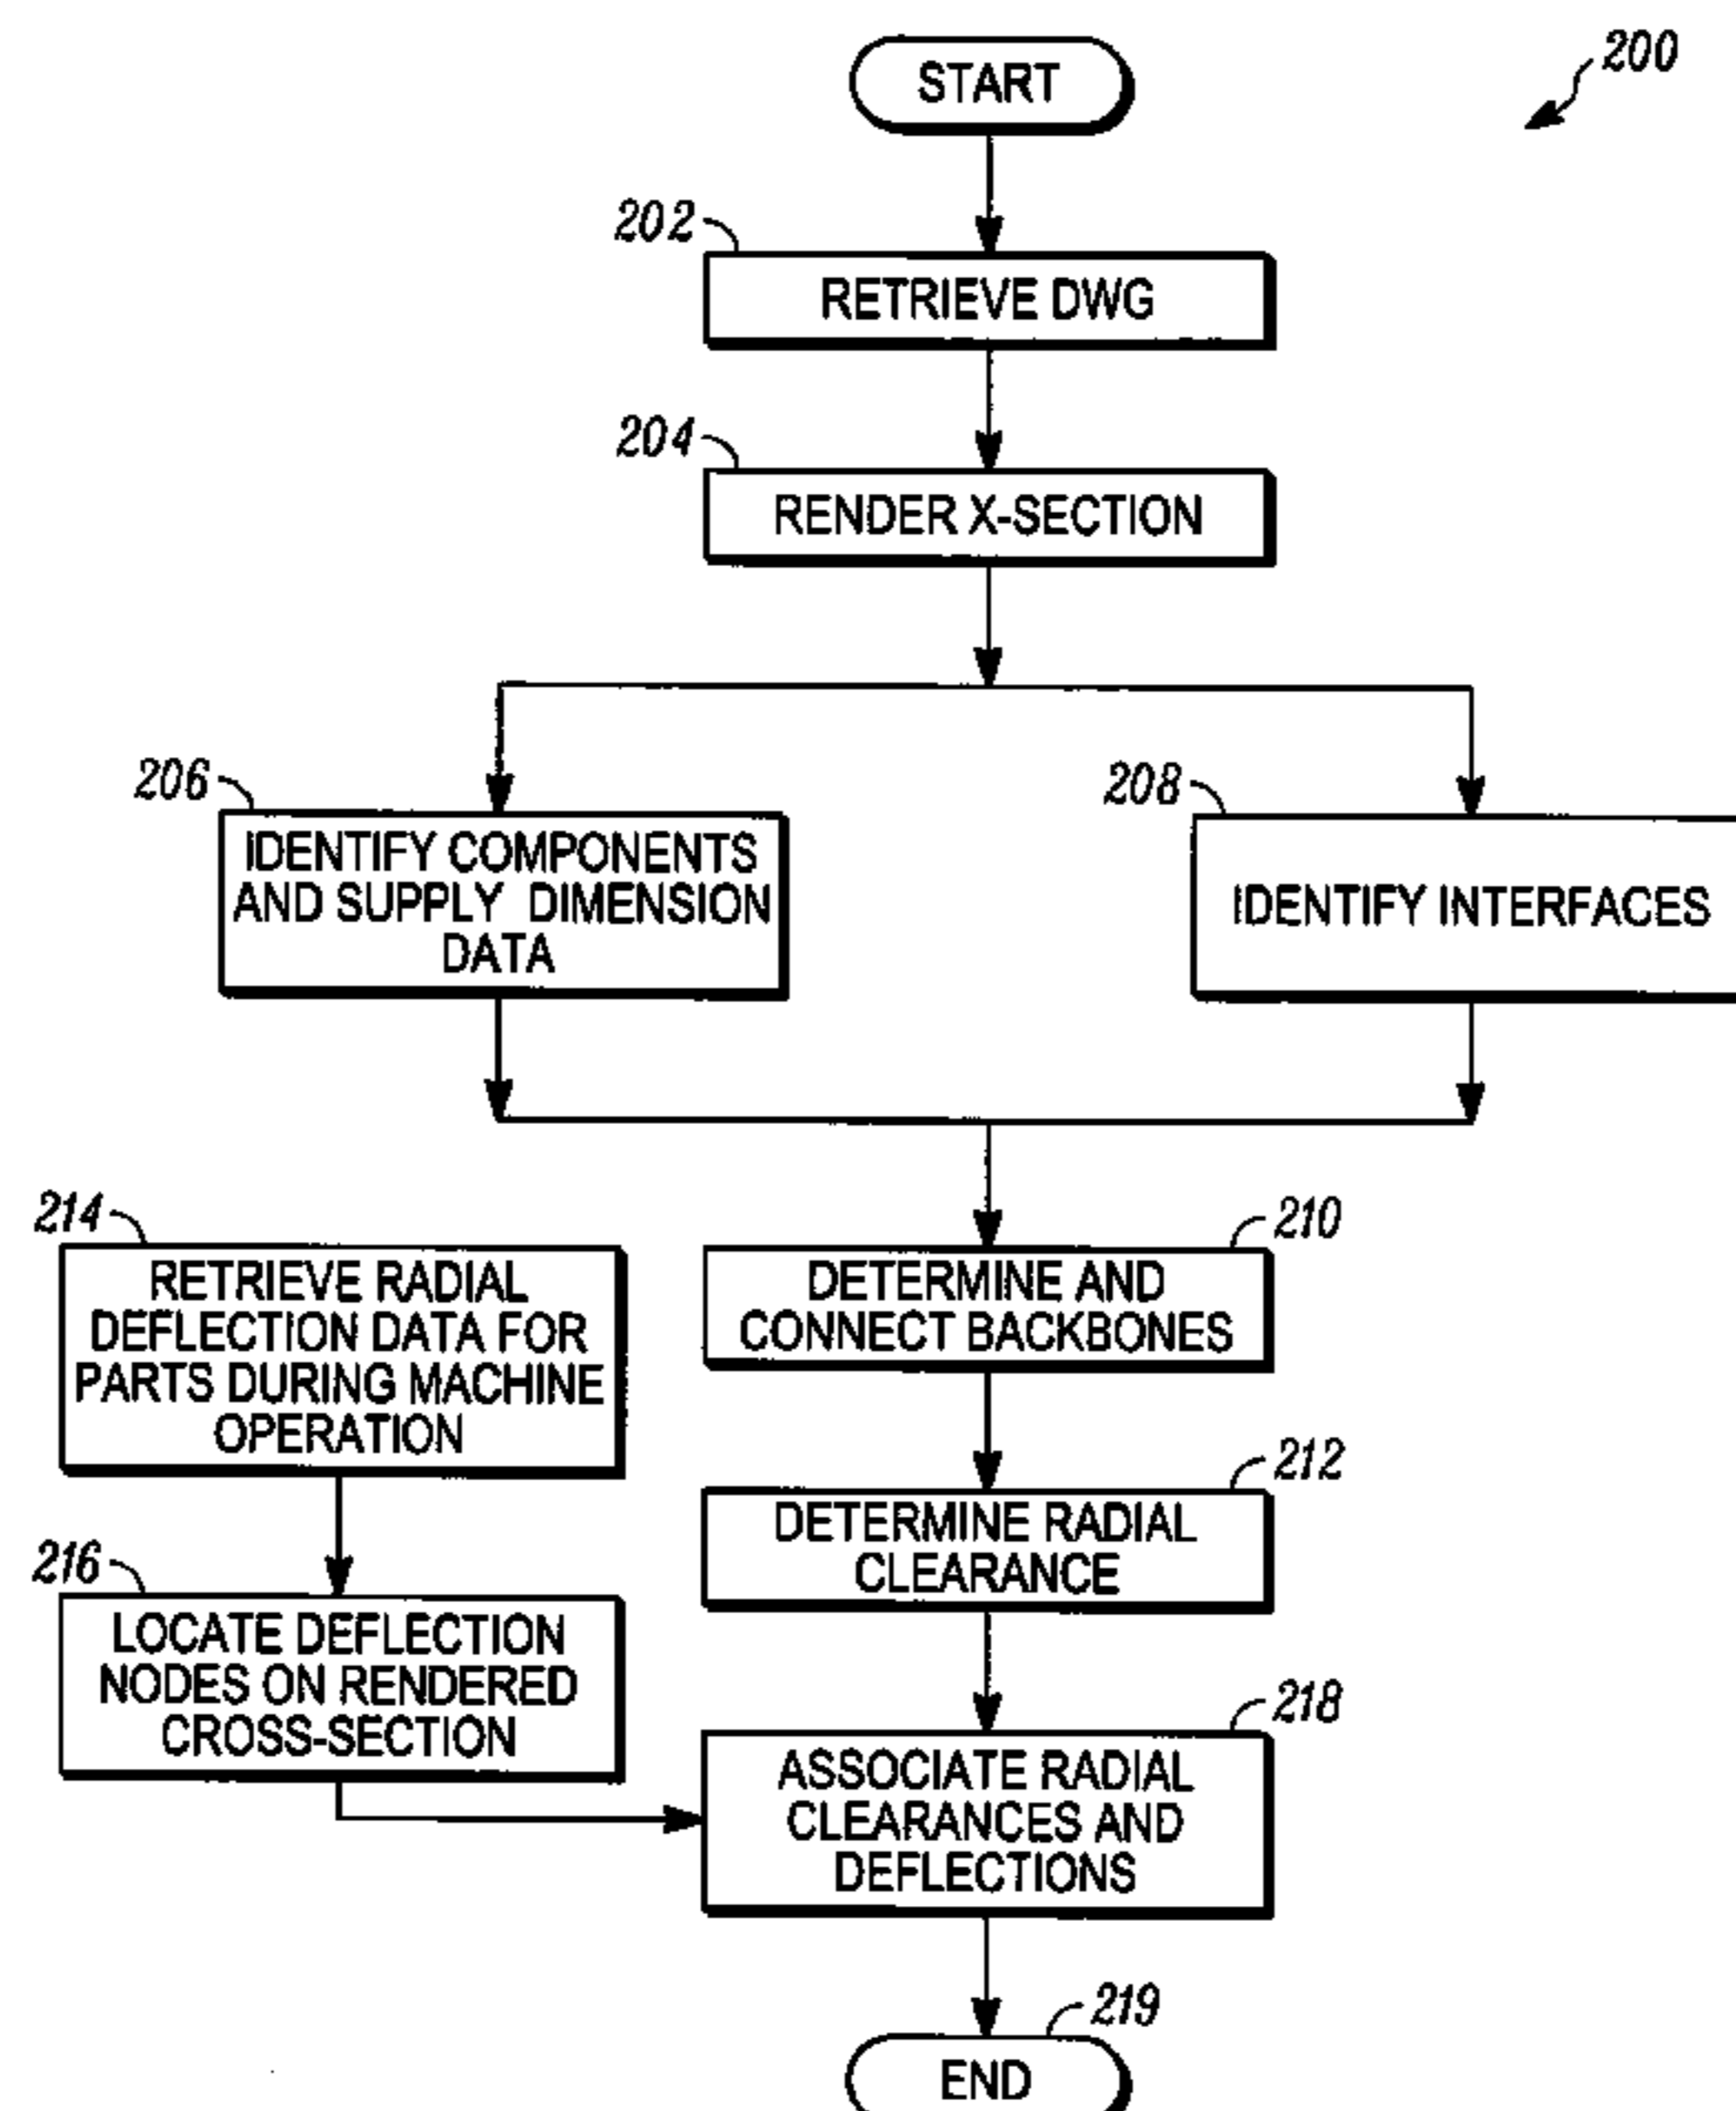 START
200
202
RETRIEVE DWG
204
RENDER X-SECTION
206
IDENTIFY COMPONENTS
AND SUPPLY DIMENSION
DATA
208
IDENTIFY INTERFACES
214
RETRIEVE RADIAL
DEFLECTION DATA FOR
PARTS DURING MACHINE
OPERATION
210
DETERMINE AND
CONNECT BACKBONES
212
DETERMINE RADIAL
CLEARANCE
216
LOCATE DEFLECTION
NODES ON RENDERED
CROSS-SECTION
218
ASSOCIATE RADIAL
CLEARANCES AND
DEFLECTIONS
219
END